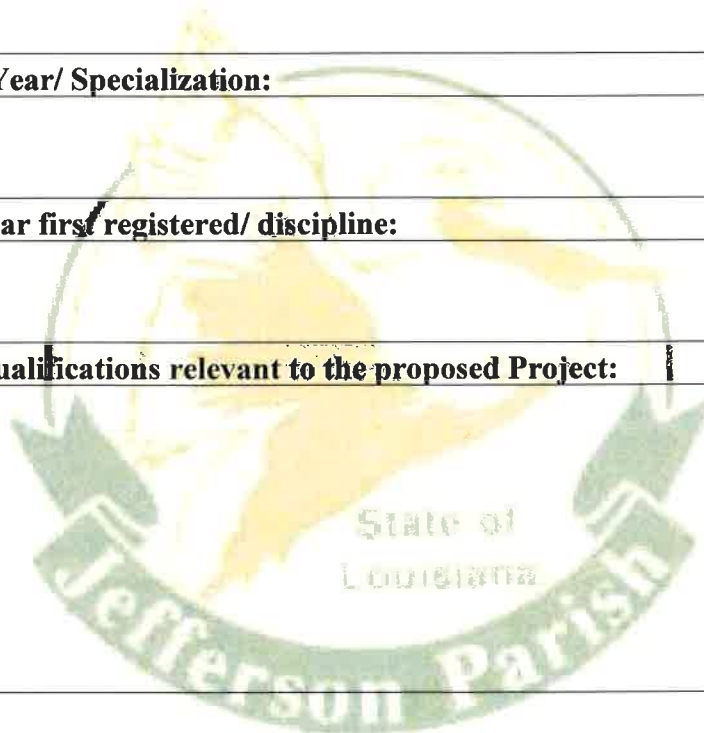 Year/ Specialization:
ar first registered/ discipline:
ualifications relevant to the proposed Project:
State of
Louisiana
Jefferson Parish